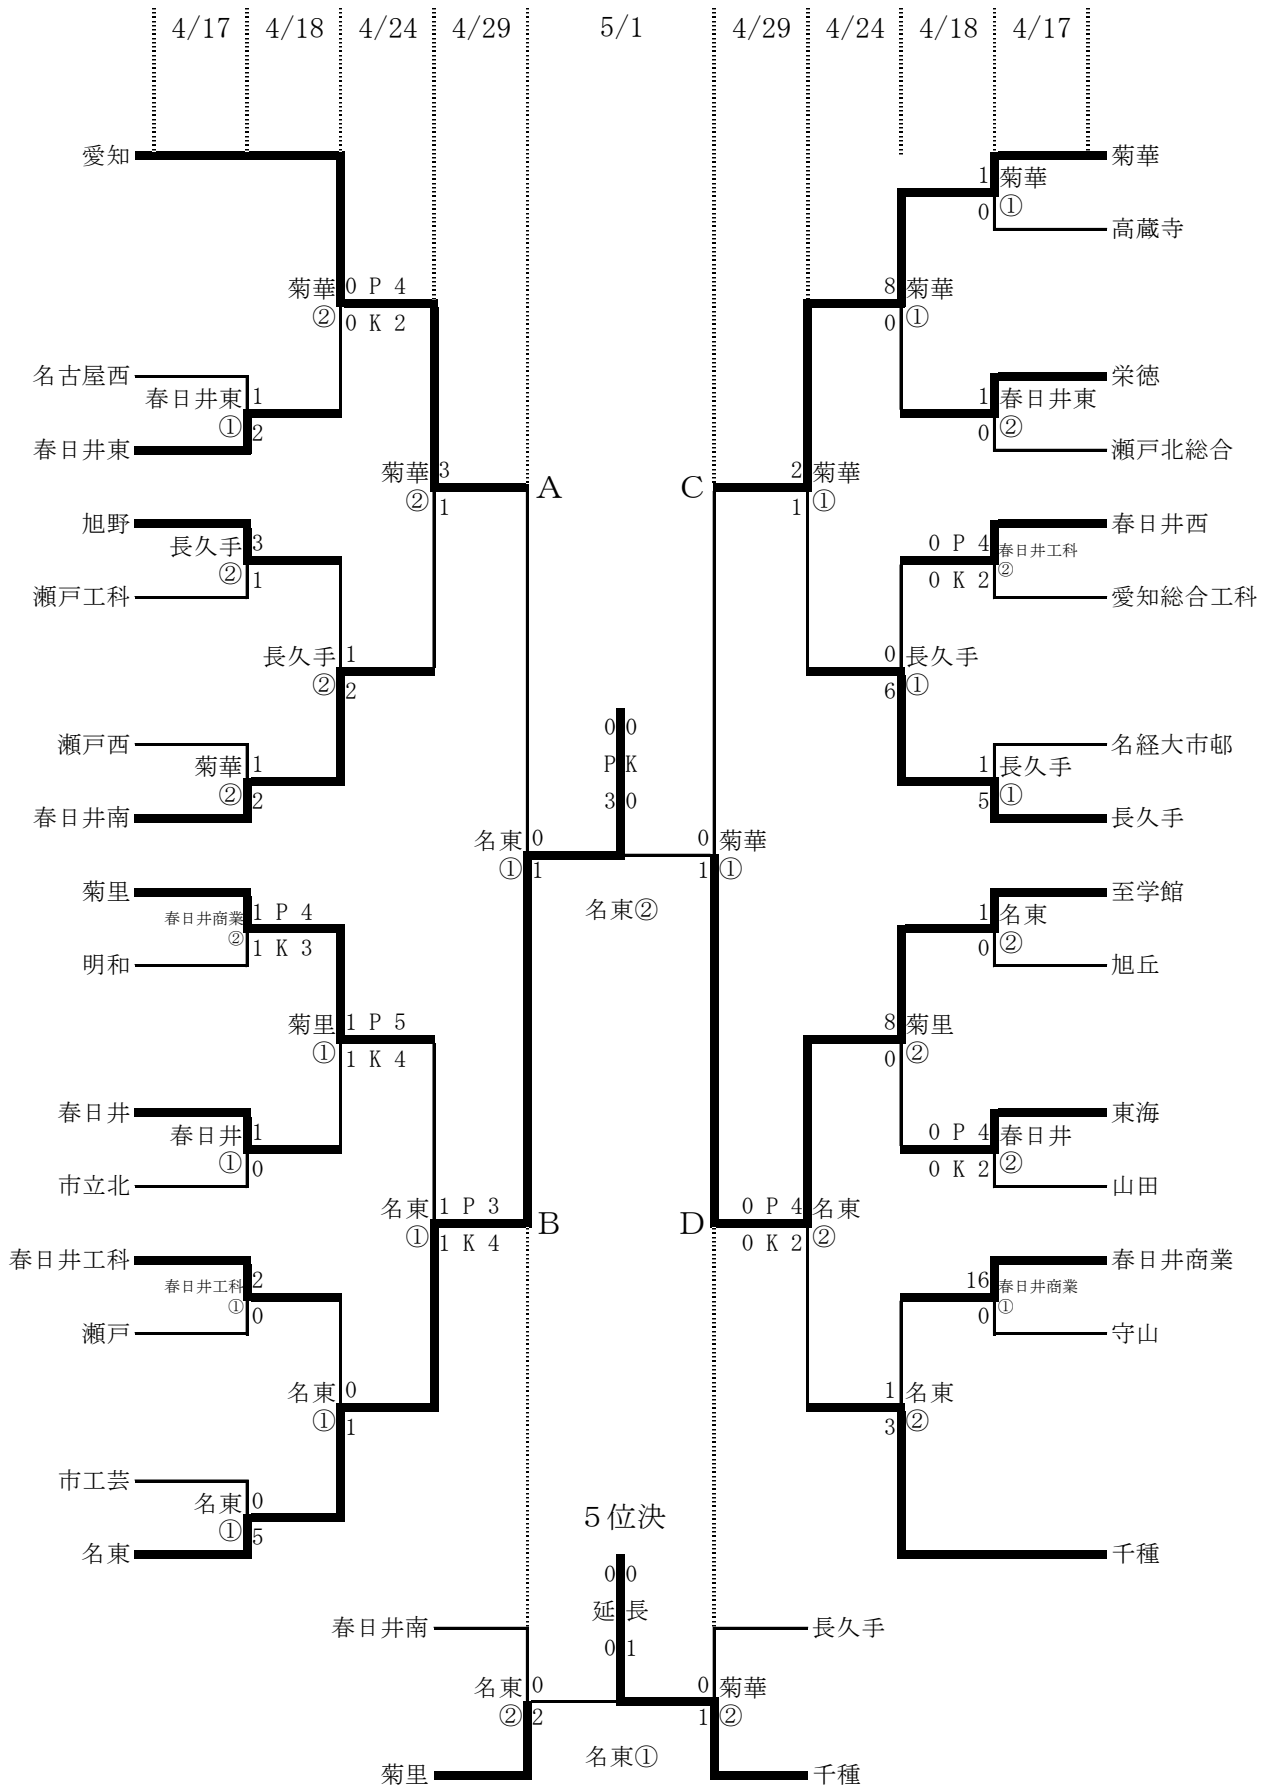 4/17 4/18 4/24 4/29 5/1 4/29 4/24 4/18 4/17
愛知 菊華
1 菊華
0 ①
高蔵寺
菊華 0 P 4 8 菊華
② 0 K 2 0 ①
名古屋西 栄徳
春日井東 1 1 春日井東
① 2 0 ②
春日井東 瀬戸北総合
菊華 3 A C 2 菊華
② 1 1 ①
旭野 春日井西
長久手 3 0 P 4 春日井工科
② 1 0 K 2 ②
瀬戸工科 愛知総合工科
長久手 1 0 長久手
② 2 6 ①
0 0
瀬戸西 名経大市邨
菊華 1 P K 1 長久手
② 2 3 0 5 ①
春日井南 長久手
名東 0 0 菊華
① 1 1 ①
菊里 至学館
春日井商業 1 P 4 名東② 1 名東
② 1 K 3 0 ②
明和 旭丘
菊里 1 P 5 8 菊里
① 1 K 4 0 ②
春日井 東海
春日井 1 0 P 4 春日井
① 0 0 K 2 ②
市立北 山田
名東 1 P 3 B D 0 P 4 名東
① 1 K 4 0 K 2 ②
春日井工科 春日井商業
春日井工科 2 16 春日井商業
① 0 0 ①
瀬戸 守山
名東 0 1 名東
① 1 3 ②
市工芸
名東 0 5位決
① 5
名東 千種
0 0
春日井南 延長 長久手
0 1
名東 0 0 菊華
② 2 1 ②
名東①
菊里 千種